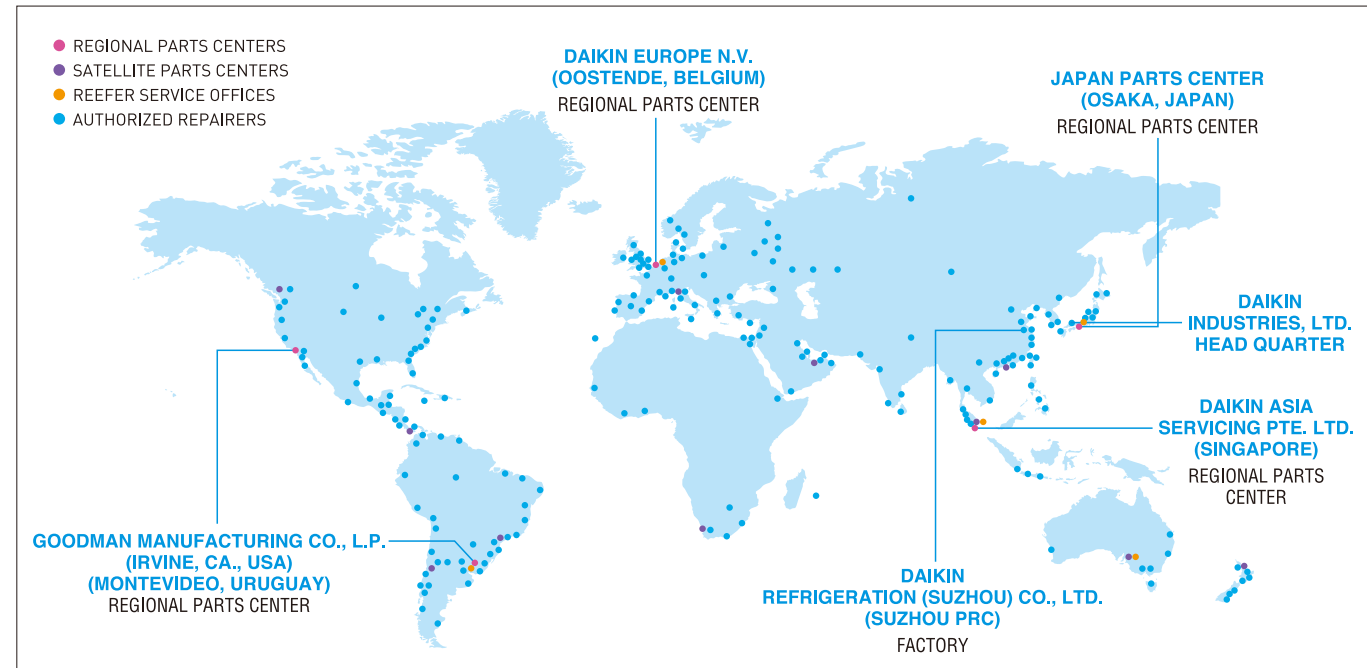 REGIONAL PARTS CENTERS
SATELLITE PARTS CENTERS
REEFER SERVICE OFFICES
AUTHORIZED REPAIRERS
DAIKIN EUROPE N.V.
(OOSTENDE, BELGIUM)
REGIONAL PARTS CENTER
JAPAN PARTS CENTER
(OSAKA, JAPAN)
REGIONAL PARTS CENTER
DAIKIN
INDUSTRIES, LTD.
HEAD QUARTER
DAIKIN ASIA
SERVICING PTE. LTD.
(SINGAPORE)
REGIONAL PARTS
CENTER
GOODMAN MANUFACTURING CO., L.P.
(IRVINE, CA., USA)
(MONTEVIDEO, URUGUAY)
REGIONAL PARTS CENTER
DAIKIN
REFRIGERATION (SUZHOU) CO., LTD.
(SUZHOU PRC)
FACTORY